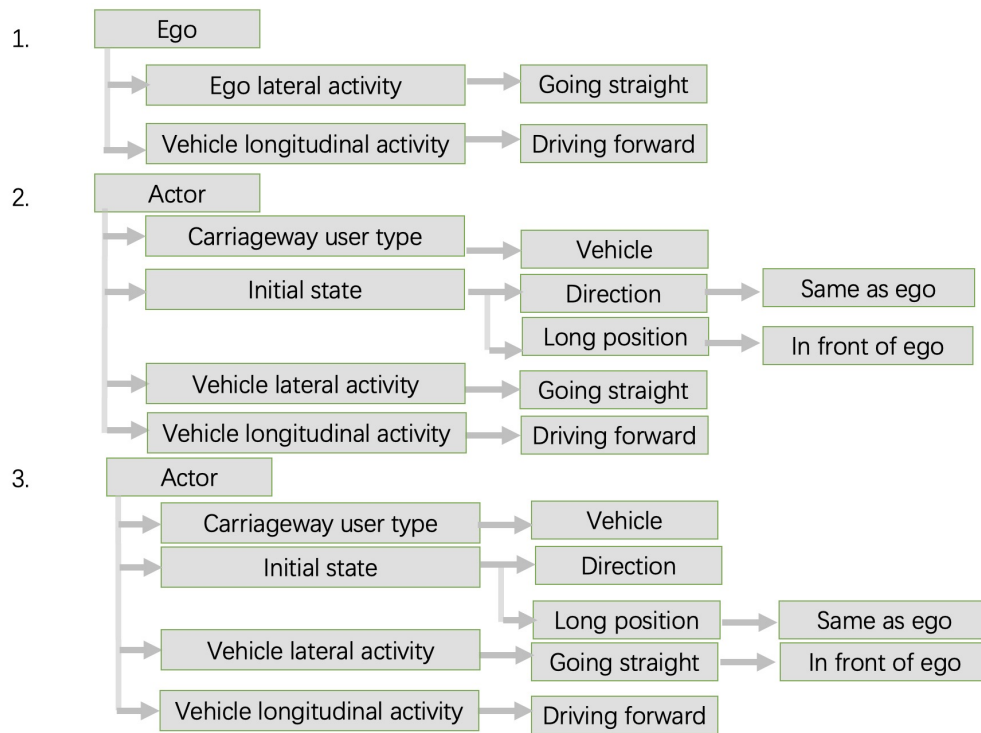 1. Ego
Ego lateral activity Going straight
Vehicle longitudinal activity Driving forward
2. Actor
Carriageway user type Vehicle
Initial state Direction Same as ego
Long position In front of ego
Vehicle lateral activity Going straight
Vehicle longitudinal activity Driving forward
3. Actor
Carriageway user type Vehicle
Initial state Direction
Long position Same as ego
Vehicle lateral activity Going straight In front of ego
Vehicle longitudinal activity Driving forward